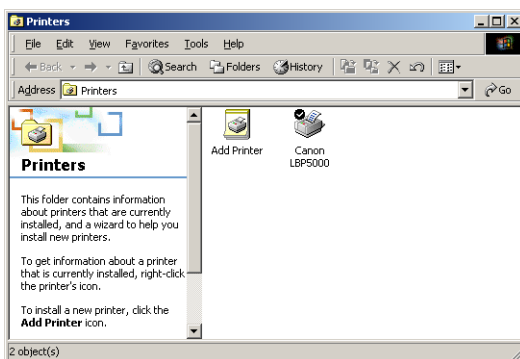 Printers
File Edit View Favorites Tools Help
Back Search Folders History
Address Printers Go
Printers
This folder contains information
about printers that are currently
installed, and a wizard to help you
install new printers.
To get information about a printer
that is currently installed, right-click
the printer's icon.
To install a new printer, click the
Add Printer icon.
Add Printer
Canon
LBP5000
2 object(s)